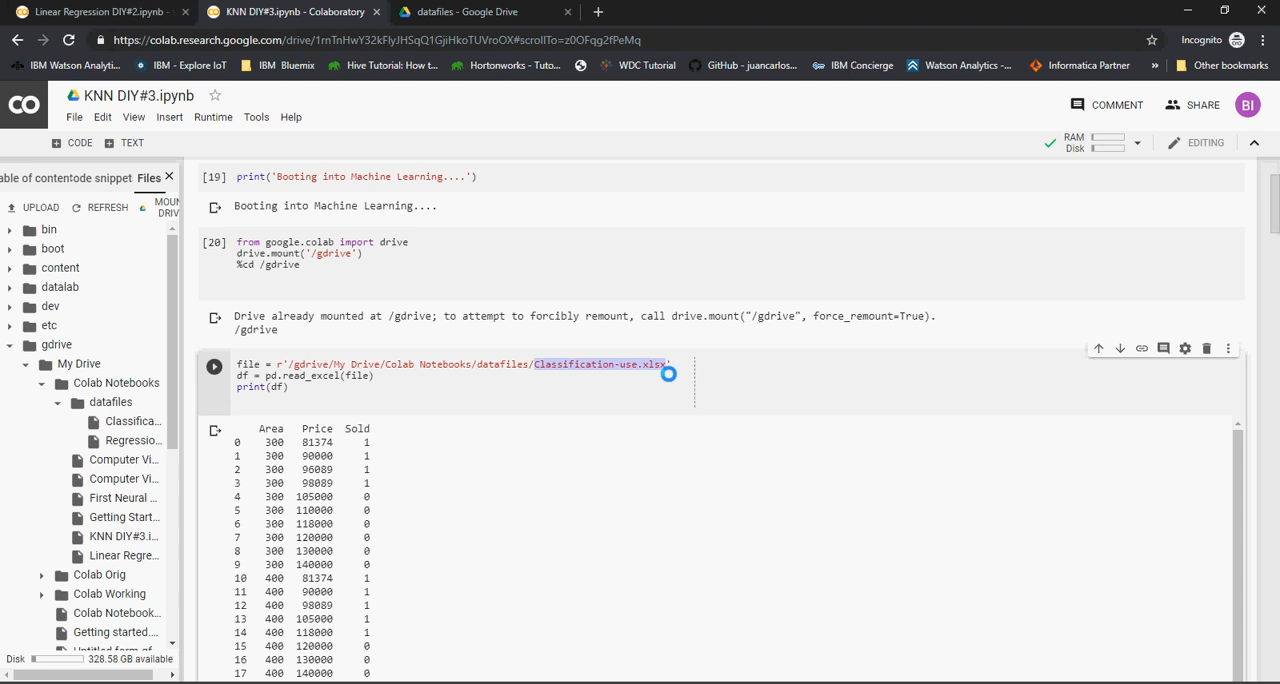 Linear Regression DIY#2.ipynb -
KNN DIY#3.ipynb - Colaboratory
datafiles - Google Drive
https://colab.research.google.com/drive/1rnTnHwY32kFlyJHSqQ1GjiHkoTUVroOX#scrollTo=z0OFqg2fPeMq
Incognito
IBM Watson Analyti...
IBM - Explore IoT
IBM Bluemix
Hive Tutorial: How t...
Hortonworks - Tuto...
WDC Tutorial
GitHub - juancarlos...
IBM Concierge
Watson Analytics -...
Informatica Partner
»
Other bookmarks
CO
KNN DIY#3.ipynb
File Edit View Insert Runtime Tools Help
COMMENT
SHARE
BI
CODE
TEXT
RAM
Disk
EDITING
able of contentode snippet Files
UPLOAD
REFRESH
MOUN
DRIV
bin
boot
content
datalab
dev
etc
gdrive
My Drive
Colab Notebooks
datafiles
Classifica...
Regressio...
Computer Vi...
Computer Vi...
First Neural ...
Getting Start...
KNN DIY#3.i...
Linear Regre...
Colab Orig
Colab Working
Colab Notebook...
Getting started....
Disk 328.58 GB available
[19] print('Booting into Machine Learning....')
Booting into Machine Learning....
[20] from google.colab import drive
drive.mount('/gdrive')
%cd /gdrive
Drive already mounted at /gdrive; to attempt to forcibly remount, call drive.mount("/gdrive", force_remount=True).
/gdrive
file = r'/gdrive/My Drive/Colab Notebooks/datafiles/Classification-use.xlsx'
df = pd.read_excel(file)
print(df)
Area Price Sold
0 300 81374 1
1 300 90000 1
2 300 96089 1
3 300 98089 1
4 300 105000 0
5 300 110000 0
6 300 118000 0
7 300 120000 0
8 300 130000 0
9 300 140000 0
10 400 81374 1
11 400 90000 1
12 400 98089 1
13 400 105000 1
14 400 118000 1
15 400 120000 0
16 400 130000 0
17 400 140000 0